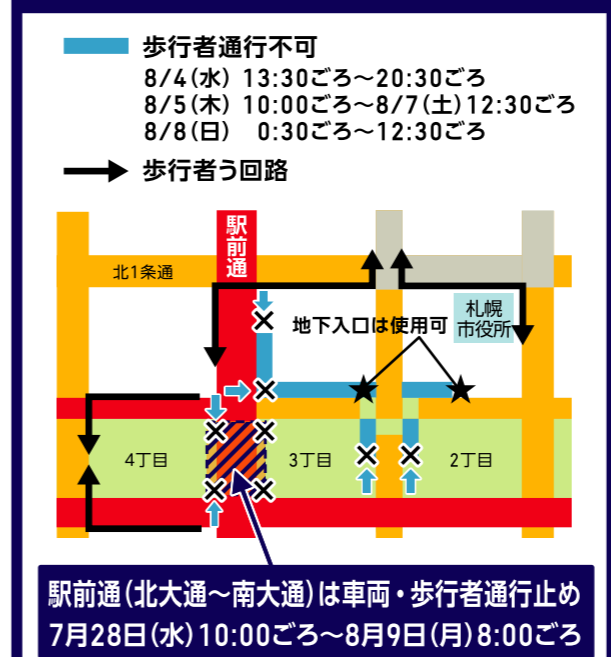 歩行者通行不可
8/4(水) 13:30ごろ～20:30ごろ
8/5(木) 10:00ごろ～8/7(土)12:30ごろ
8/8(日) 0:30ごろ～12:30ごろ
歩行者う回路
駅前通
北1条通
地下入口は使用可
札幌
市役所
4丁目
3丁目
2丁目
駅前通(北大通～南大通)は車両・歩行者通行止め
7月28日(水)10:00ごろ～8月9日(月)8:00ごろ